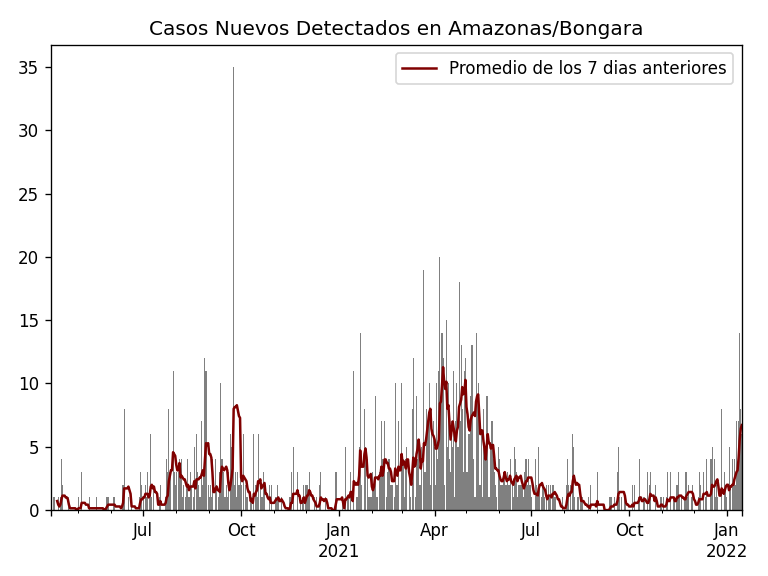 Casos Nuevos Detectados en Amazonas/Bongara
Promedio de los 7 dias anteriores
35
30
25
20
15
10
5
0
Jul
Oct
Jan
2021
Apr
Jul
Oct
Jan
2022